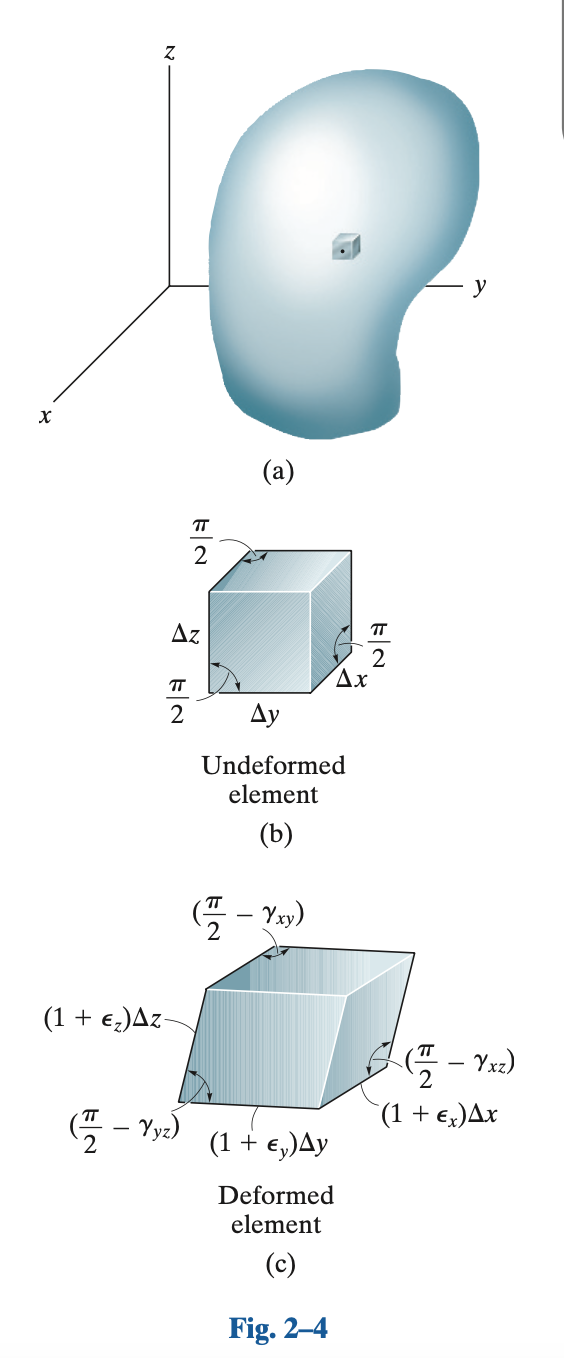 z
y
x
(a)
π/2
Δz
π/2
Δx
π/2
Δy
Undeformed
element
(b)
(π/2 − γxy)
(1 + ϵz)Δz
(π/2 − γxz)
(1 + ϵx)Δx
(π/2 − γyz)
(1 + ϵy)Δy
Deformed
element
(c)
Fig. 2–4